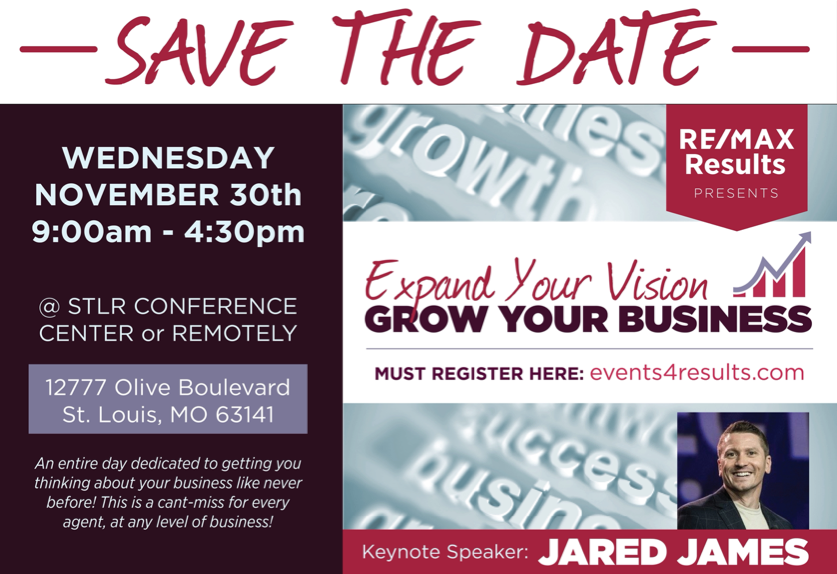 SAVE THE DATE
WEDNESDAY
NOVEMBER 30th
9:00am - 4:30pm
@ STLR CONFERENCE
CENTER or REMOTELY
12777 Olive Boulevard
St. Louis, MO 63141
An entire day dedicated to getting you
thinking about your business like never
before! This is a cant-miss for every
agent, at any level of business!
growth
RE/MAX
Results
PRESENTS
Expand Your Vision
GROW YOUR BUSINESS
MUST REGISTER HERE: events4results.com
success
Keynote Speaker: JARED JAMES